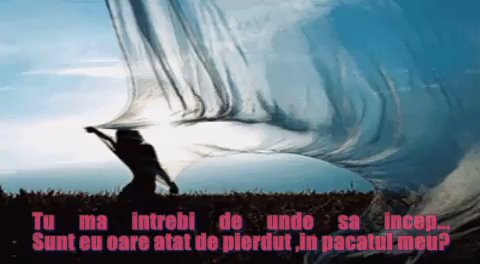 Tu ma intrebi de unde sa incep...
Sunt eu oare atat de pierdut ,in pacatul meu?